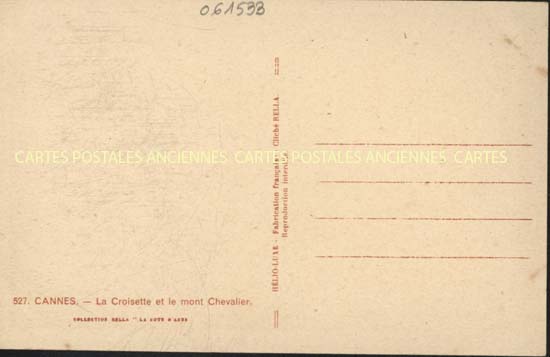 061533
CARTES POSTALES ANCIENNES CARTES POSTALES ANCIENNES CARTES
HÉLIO-LUXE - Fabrication française Cliché RELLA
Reproduction interdite
527. CANNES. — La Croisette et le mont Chevalier.
COLLECTION RELLA "LA COTE D'AZUR